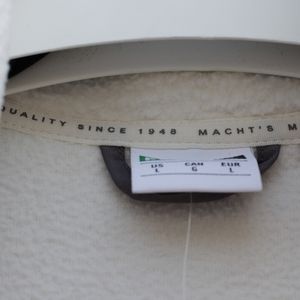 QUALITY SINCE 1948 MACHT'S M
US CAN EUR
L G L